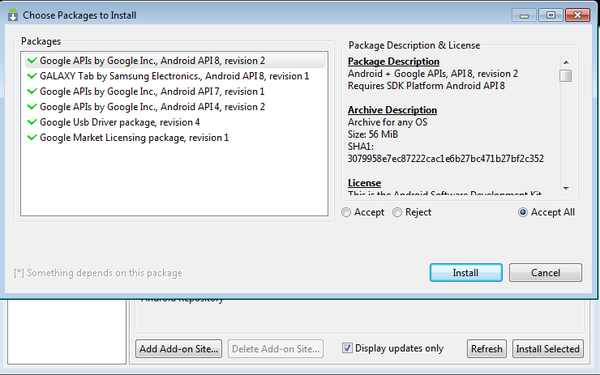 Choose Packages to Install
Packages
Google APIs by Google Inc., Android API 8, revision 2
GALAXY Tab by Samsung Electronics., Android API 8, revision 1
Google APIs by Google Inc., Android API 7, revision 1
Google APIs by Google Inc., Android API 4, revision 2
Google Usb Driver package, revision 4
Google Market Licensing package, revision 1
Package Description & License
Package Description
Android + Google APIs, API 8, revision 2
Requires SDK Platform Android API 8
Archive Description
Archive for any OS
Size: 56 MiB
SHA1:
3079958e7ec87222cac1e6b27bc471b27bf2c352
License
This is the Android Software Development Kit
Accept Reject Accept All
[*] Something depends on this package
Install Cancel
Android Repository
Add Add-on Site... Delete Add-on Site... Display updates only Refresh Install Selected